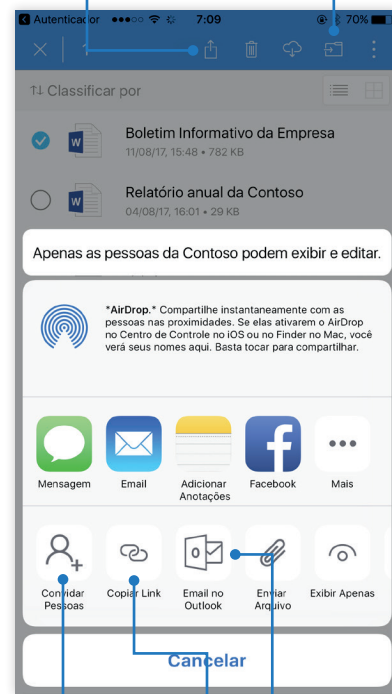 Autenticador 7:09 70%
1
Classificar por
Boletim Informativo da Empresa
11/08/17, 15:48 • 782 KB
Relatório anual da Contoso
04/08/17, 16:01 • 29 KB
Apenas as pessoas da Contoso podem exibir e editar.
*AirDrop.* Compartilhe instantaneamente com as
pessoas nas proximidades. Se elas ativarem o AirDrop
no Centro de Controle no iOS ou no Finder no Mac, você
verá seus nomes aqui. Basta tocar para compartilhar.
Mensagem Email Adicionar Anotações Facebook Mais
Convidar Pessoas Copiar Link Email no Outlook Enviar Arquivo Exibir Apenas
Cancelar